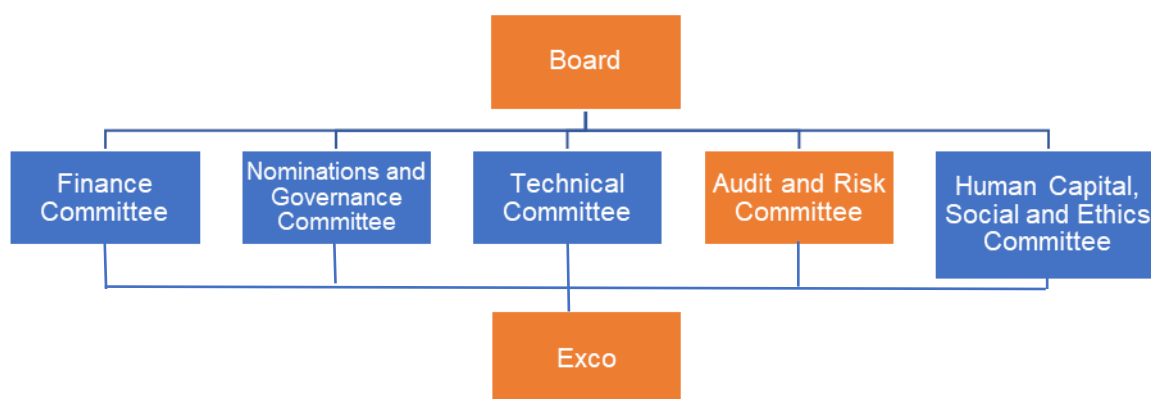 Board
Finance
Committee
Nominations and
Governance
Committee
Technical
Committee
Audit and Risk
Committee
Human Capital,
Social and Ethics
Committee
Exco